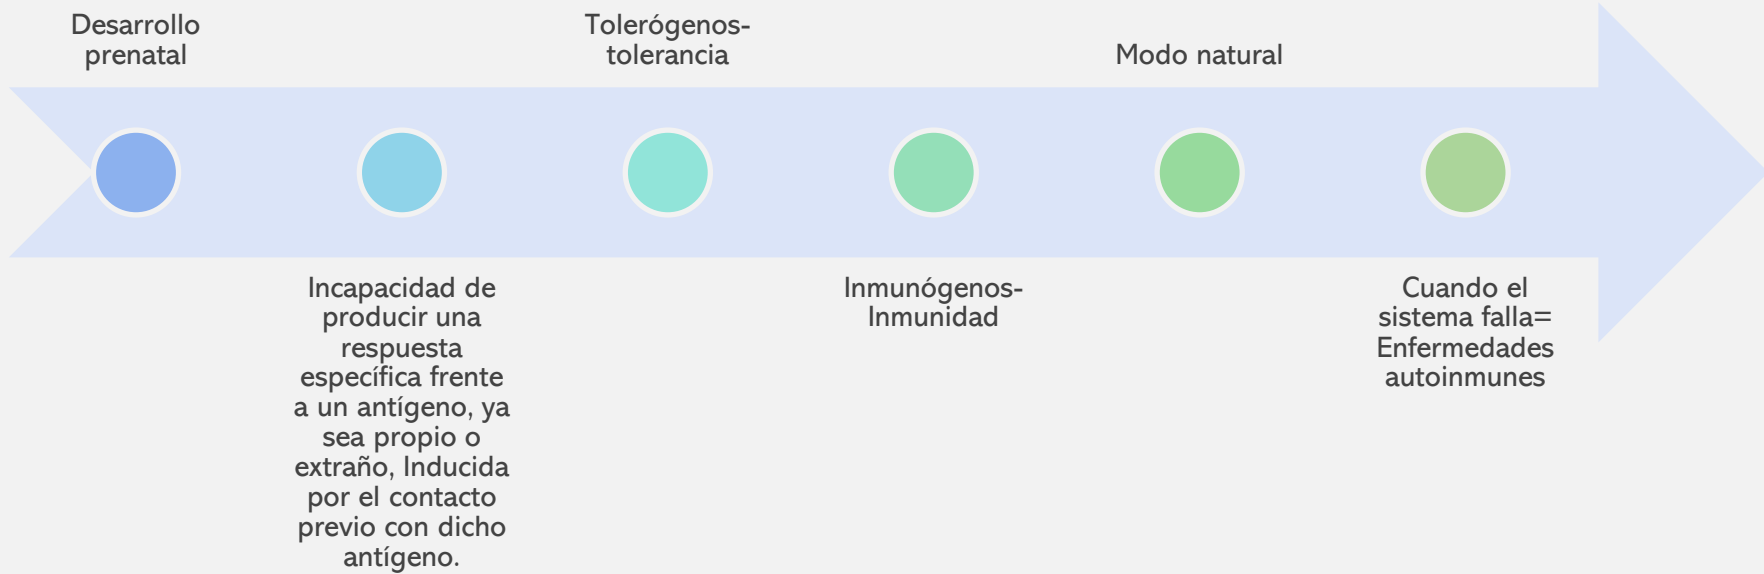 Desarrollo
prenatal
Incapacidad de
producir una
respuesta
específica frente
a un antígeno, ya
sea propio o
extraño, Inducida
por el contacto
previo con dicho
antígeno.
Tolerógenos-
tolerancia
Inmunógenos-
Inmunidad
Modo natural
Cuando el
sistema falla=
Enfermedades
autoinmunes